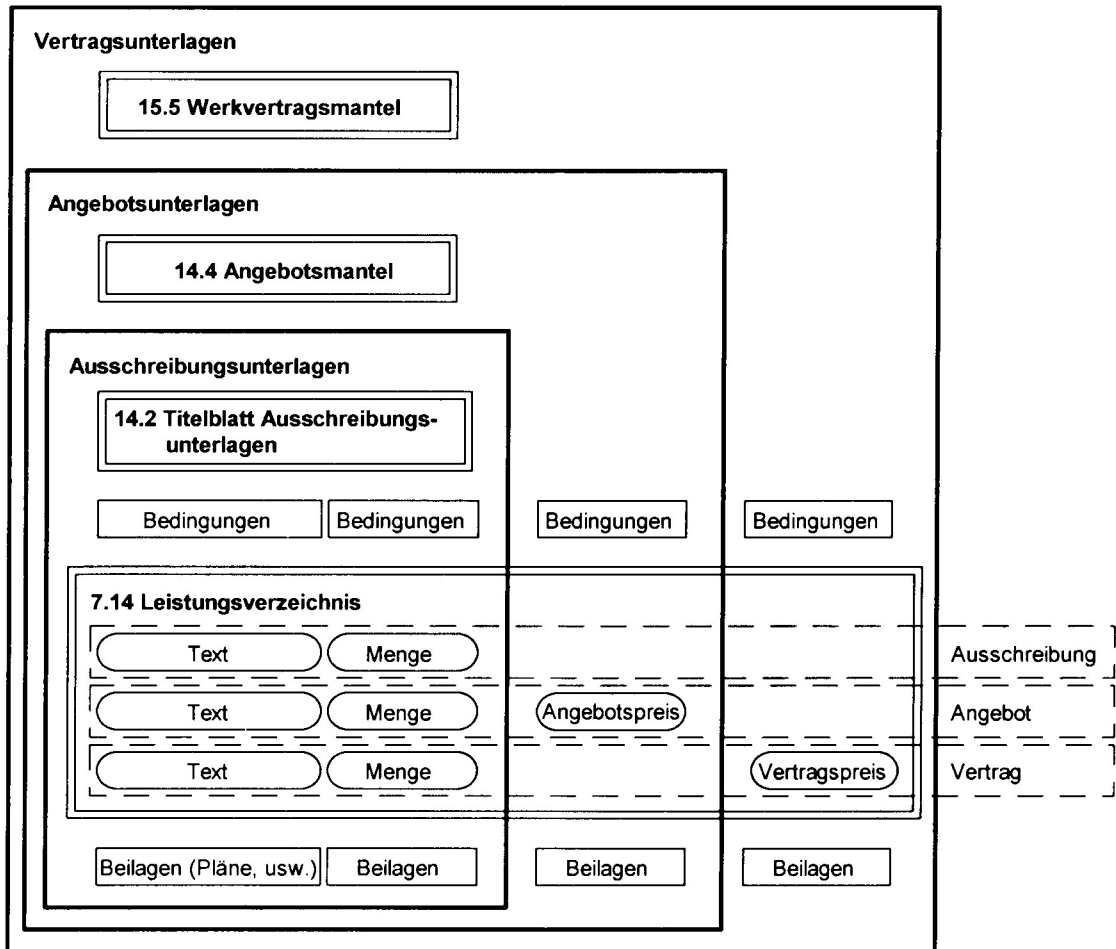 Vertragsunterlagen
15.5 Werkvertragsmantel
Angebotsunterlagen
14.4 Angebotsmantel
Ausschreibungsunterlagen
14.2 Titelblatt Ausschreibungs-
unterlagen
Bedingungen Bedingungen Bedingungen Bedingungen
7.14 Leistungsverzeichnis
Text Menge Ausschreibung
Text Menge Angebotspreis Angebot
Text Menge Vertragspreis Vertrag
Beilagen (Pläne, usw.) Beilagen Beilagen Beilagen